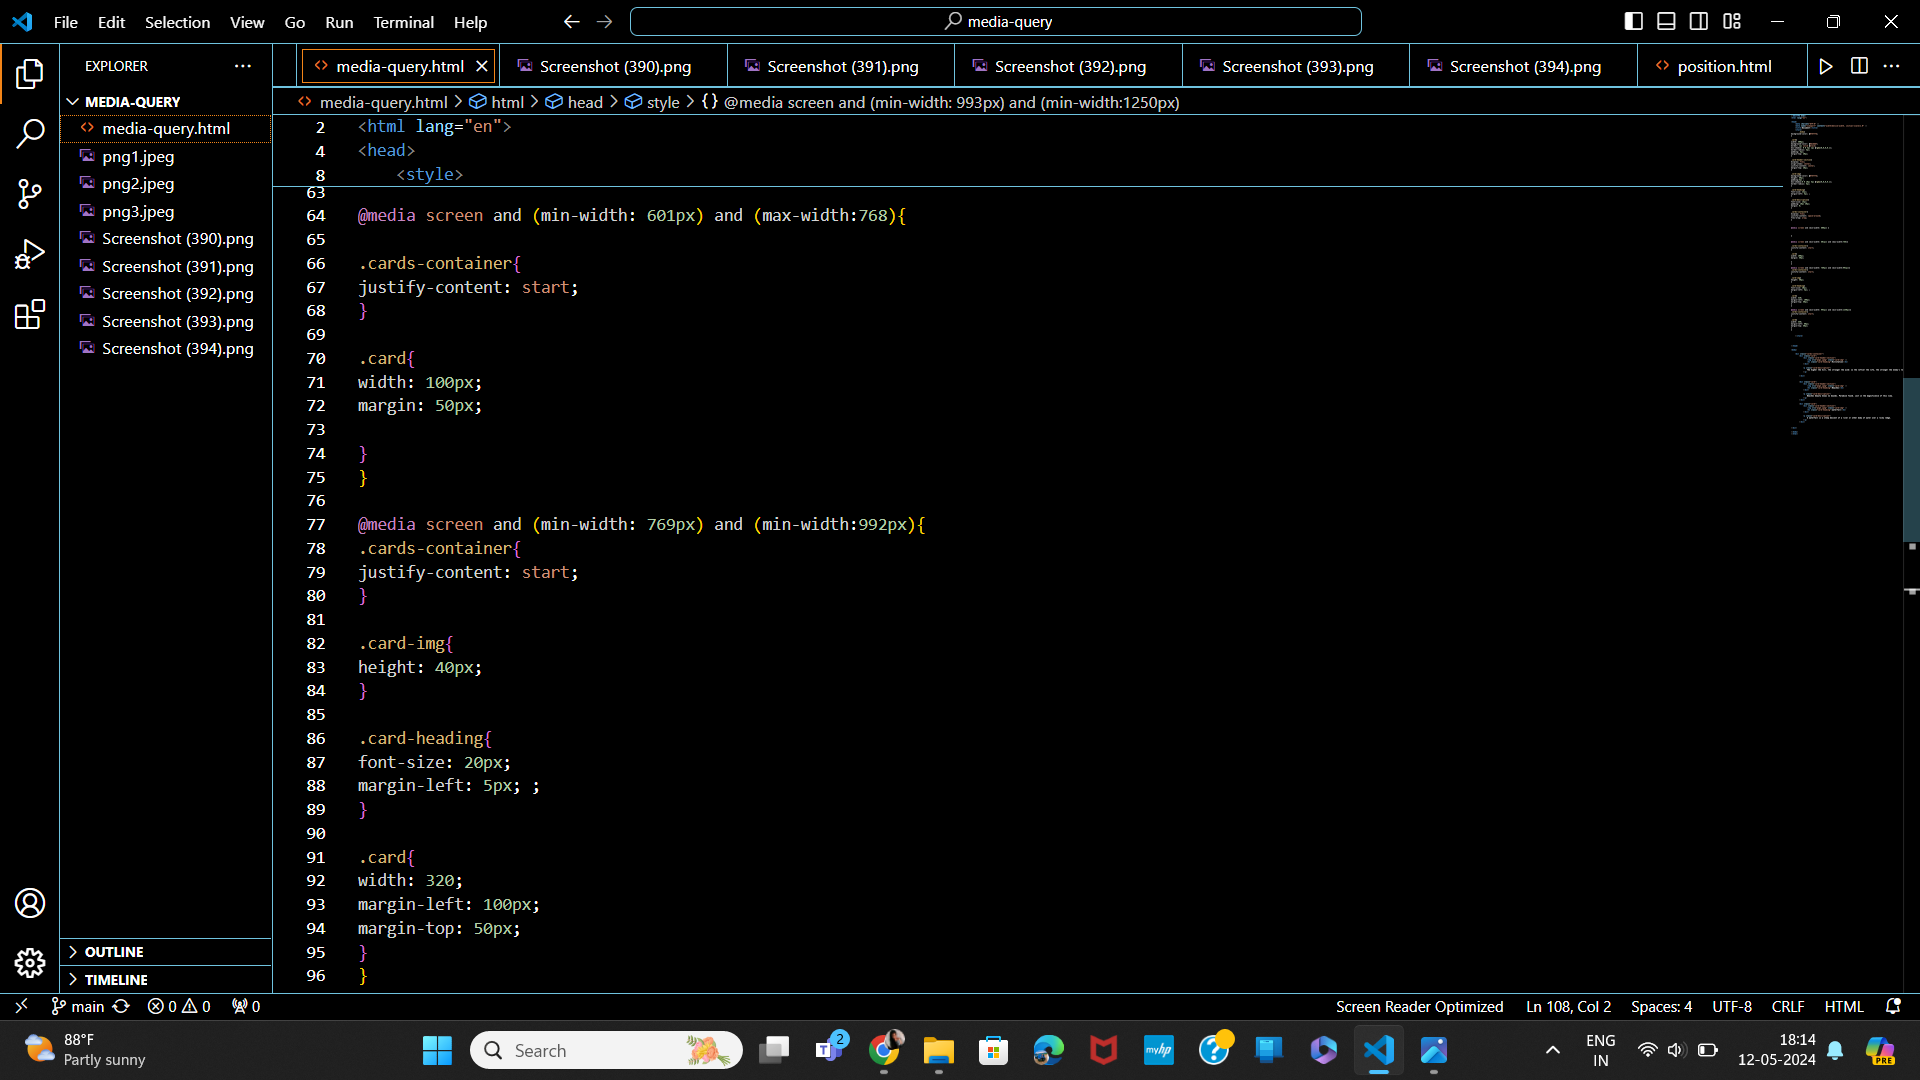 File Edit Selection View Go Run Terminal Help
media-query
EXPLORER
MEDIA-QUERY
media-query.html
png1.jpeg
png2.jpeg
png3.jpeg
Screenshot (390).png
Screenshot (391).png
Screenshot (392).png
Screenshot (393).png
Screenshot (394).png
OUTLINE
TIMELINE
media-query.html Screenshot (390).png Screenshot (391).png Screenshot (392).png Screenshot (393).png Screenshot (394).png position.html
media-query.html > html > head > style > {} @media screen and (min-width: 993px) and (min-width:1250px)
2 <html lang="en">
4 <head>
8 <style>
63
64 @media screen and (min-width: 601px) and (max-width:768){
65
66 .cards-container{
67 justify-content: start;
68 }
69
70 .card{
71 width: 100px;
72 margin: 50px;
73
74 }
75 }
76
77 @media screen and (min-width: 769px) and (min-width:992px){
78 .cards-container{
79 justify-content: start;
80 }
81
82 .card-img{
83 height: 40px;
84 }
85
86 .card-heading{
87 font-size: 20px;
88 margin-left: 5px; ;
89 }
90
91 .card{
92 width: 320;
93 margin-left: 100px;
94 margin-top: 50px;
95 }
96 }
main 0 0 0 Screen Reader Optimized Ln 108, Col 2 Spaces: 4 UTF-8 CRLF HTML
88°F
Partly sunny
Search
2
myhp
PRE
ENG
IN
18:14
12-05-2024